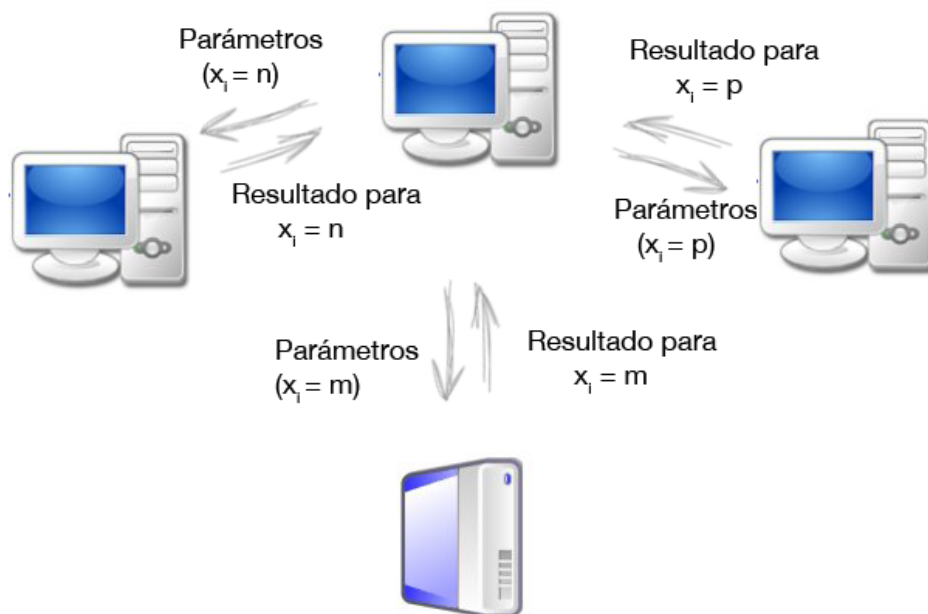 Parámetros
(xi = n)
Resultado para
xi = n
Resultado para
xi = p
Parámetros
(xi = p)
Parámetros
(xi = m)
Resultado para
xi = m